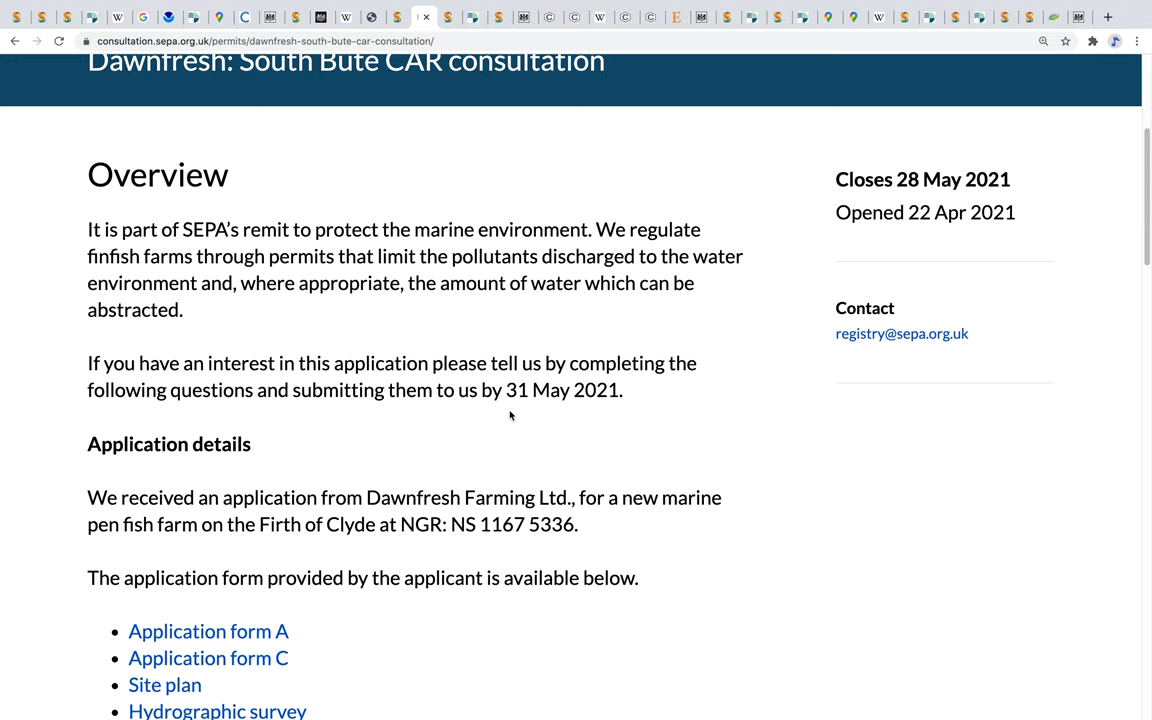 consultation.sepa.org.uk/permits/dawnfresh-south-bute-car-consultation/
Dawnfresh: South Bute CAR consultation
Overview
It is part of SEPA's remit to protect the marine environment. We regulate
finfish farms through permits that limit the pollutants discharged to the water
environment and, where appropriate, the amount of water which can be
abstracted.
If you have an interest in this application please tell us by completing the
following questions and submitting them to us by 31 May 2021.
Application details
We received an application from Dawnfresh Farming Ltd., for a new marine
pen fish farm on the Firth of Clyde at NGR: NS 1167 5336.
The application form provided by the applicant is available below.
• Application form A
• Application form C
• Site plan
• Hydrographic survey
Closes 28 May 2021
Opened 22 Apr 2021
Contact
registry@sepa.org.uk